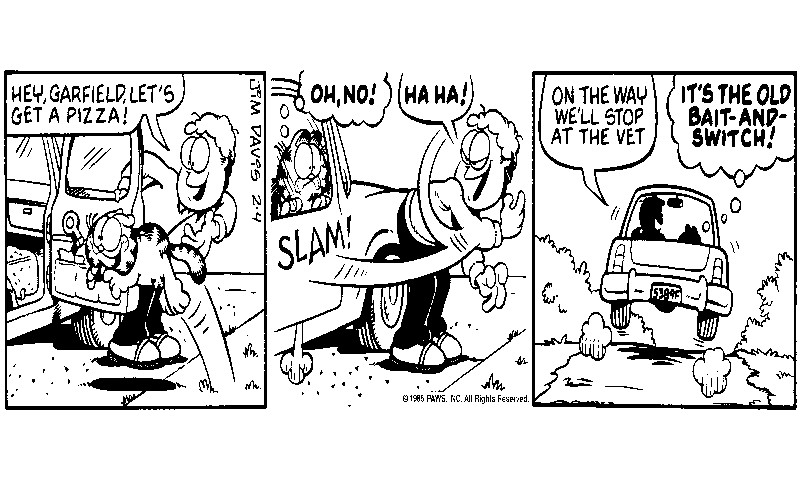 HEY, GARFIELD, LET'S
GET A PIZZA!
JIM DAVIS 2-4
OH, NO!
HA HA!
SLAM!
© 1985 PAWS, INC. All Rights Reserved.
ON THE WAY
WE'LL STOP
AT THE VET
IT'S THE OLD
BAIT-AND-
SWITCH!